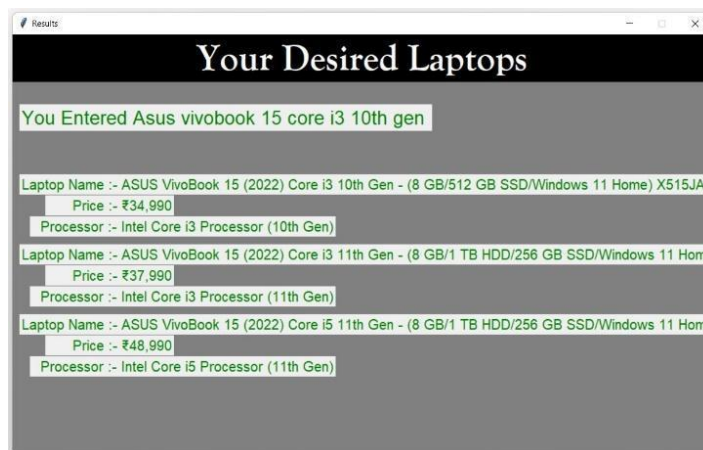 Results
Your Desired Laptops
You Entered Asus vivobook 15 core i3 10th gen
Laptop Name :- ASUS VivoBook 15 (2022) Core i3 10th Gen - (8 GB/512 GB SSD/Windows 11 Home) X515JA
Price :- ₹34,990
Processor :- Intel Core i3 Processor (10th Gen)
Laptop Name :- ASUS VivoBook 15 (2022) Core i3 11th Gen - (8 GB/1 TB HDD/256 GB SSD/Windows 11 Hom
Price :- ₹37,990
Processor :- Intel Core i3 Processor (11th Gen)
Laptop Name :- ASUS VivoBook 15 (2022) Core i5 11th Gen - (8 GB/1 TB HDD/256 GB SSD/Windows 11 Hom
Price :- ₹48,990
Processor :- Intel Core i5 Processor (11th Gen)